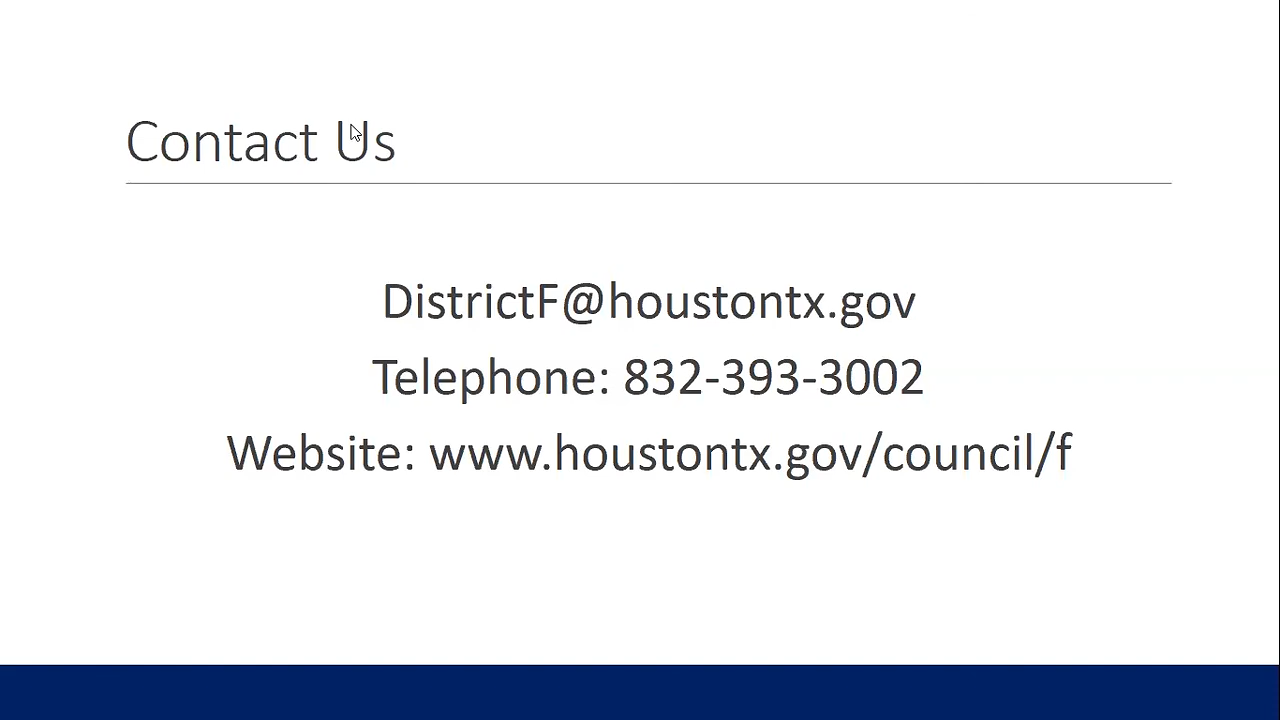 Contact Us
DistrictF@houstontx.gov
Telephone: 832-393-3002
Website: www.houstontx.gov/council/f